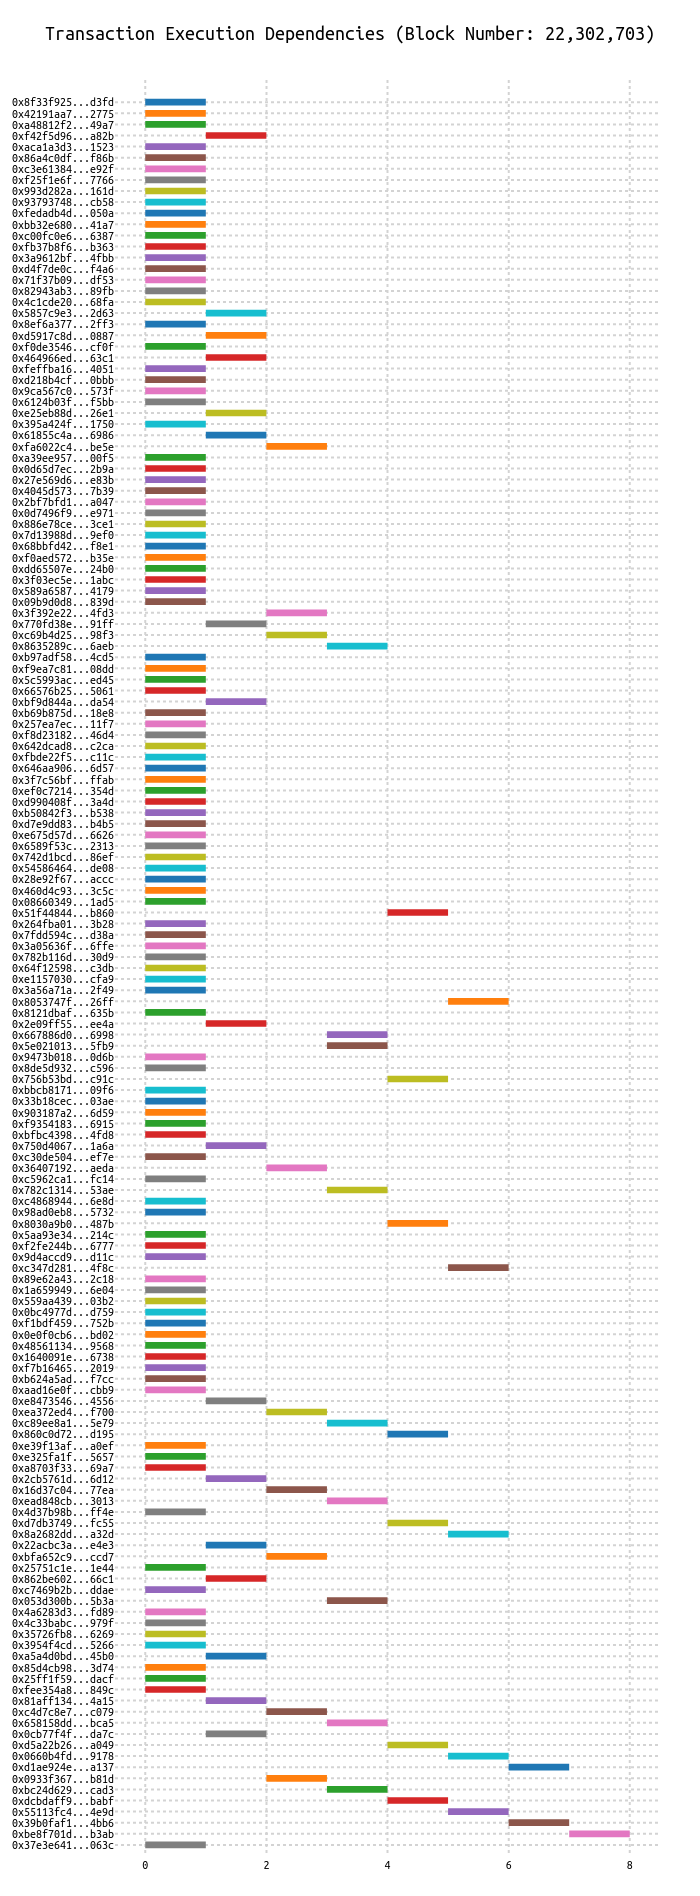 Transaction Execution Dependencies (Block Number: 22,302,703)
0x8f33f925...d3fd
0x42191aa7...2775
0xa48812f2...49a7
0xf42f5d96...a82b
0xaca1a3d3...1523
0x86a4c0df...f86b
0xc3e61384...e92f
0xf25f1e6f...7766
0x993d282a...161d
0x93793748...cb58
0xfedadb4d...050a
0xbb32e680...41a7
0xc00fc0e6...6387
0xfb37b8f6...b363
0x3a9612bf...4fbb
0xd4f7de0c...f4a6
0x71f37b09...df53
0x82943ab3...89fb
0x4c1cde20...68fa
0x5857c9e3...2d63
0x8ef6a377...2ff3
0xd5917c8d...0887
0xf0de3546...cf0f
0x464966ed...63c1
0xfeffba16...4051
0xd218b4cf...0bbb
0x9ca567c0...573f
0x6124b03f...f5bb
0xe25eb88d...26e1
0x395a424f...1750
0x61855c4a...6986
0xfa6022c4...be5e
0xa39ee957...00f5
0x0d65d7ec...2b9a
0x27e569d6...e83b
0x4045d573...7b39
0x2bf7bfd1...a047
0x0d7496f9...e971
0x886e78ce...3ce1
0x7d13988d...9ef0
0x68bbfd42...f8e1
0xf0aed572...b35e
0xdd65507e...24b0
0x3f03ec5e...1abc
0x589a6587...4179
0x09b9d0d8...839d
0x3f392e22...4fd3
0x770fd38e...91ff
0xc69b4d25...98f3
0x8635289c...6aeb
0xb97adf58...4cd5
0xf9ea7c81...08dd
0x5c5993ac...ed45
0x66576b25...5061
0xbf9d844a...da54
0xb69b875d...18e8
0x257ea7ec...11f7
0xf8d23182...46d4
0x642dcad8...c2ca
0xfbde22f5...c11c
0x646aa906...6d57
0x3f7c56bf...ffab
0xef0c7214...354d
0xd990408f...3a4d
0xb50842f3...b538
0xd7e9dd83...b4b5
0xe675d57d...6626
0x6589f53c...2313
0x742d1bcd...86ef
0x54586464...de08
0x28e92f67...accc
0x460d4c93...3c5c
0x08660349...1ad5
0x51f44844...b860
0x264fba01...3b28
0x7fdd594c...d38a
0x3a05636f...6ffe
0x782b116d...30d9
0x64f12598...c3db
0xe1157030...cfa9
0x3a56a71a...2f49
0x8053747f...26ff
0x8121dbaf...635b
0x2e09ff55...ee4a
0x667886d0...6998
0x5e021013...5fb9
0x9473b018...0d6b
0x8de5d932...c596
0x756b53bd...c91c
0xbbcb8171...09f6
0x33b18cec...03ae
0x903187a2...6d59
0xf9354183...6915
0xbfbc4398...4fd8
0x750d4067...1a6a
0xc30de504...ef7e
0x36407192...aeda
0xc5962ca1...fc14
0x782c1314...53ae
0xc4868944...6e8d
0x98ad0eb8...5732
0x8030a9b0...487b
0x5aa93e34...214c
0xf2fe244b...6777
0x9d4accd9...d11c
0xc347d281...4f8c
0x89e62a43...2c18
0x1a659949...6e04
0x559aa439...03b2
0x0bc4977d...d759
0xf1bdf459...752b
0x0e0f0cb6...bd02
0x48561134...9568
0x1640091e...6738
0xf7b16465...2019
0xb624a5ad...f7cc
0xaad16e0f...cbb9
0xe8473546...4556
0xea372ed4...f700
0xc89ee8a1...5e79
0x860c0d72...d195
0xe39f13af...a0ef
0xe325fa1f...5657
0xa8703f33...69a7
0x2cb5761d...6d12
0x16d37c04...77ea
0xead848cb...3013
0x4d37b98b...ff4e
0xd7db3749...fc55
0x8a2682dd...a32d
0x22acbc3a...e4e3
0xbfa652c9...ccd7
0x25751c1e...1e44
0x862be602...66c1
0xc7469b2b...ddae
0x053d300b...5b3a
0x4a6283d3...fd89
0x4c33babc...979f
0x35726fb8...6269
0x3954f4cd...5266
0xa5a4d0bd...45b0
0x85d4cb98...3d74
0x25ff1f59...dacf
0xfee354a8...849c
0x81aff134...4a15
0xc4d7c8e7...c079
0x658158dd...bca5
0x0cb77f4f...da7c
0xd5a22b26...a049
0x0660b4fd...9178
0xd1ae924e...a137
0x0933f367...b81d
0xbc24d629...cad3
0xdcbdaff9...babf
0x55113fc4...4e9d
0x39b0faf1...4bb6
0xbe8f701d...b3ab
0x37e3e641...063c
0 2 4 6 8